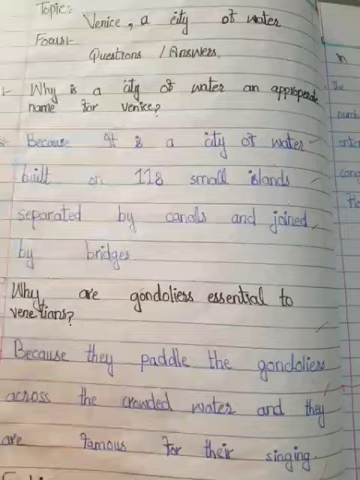 Topic:
Venice, a city of water
Focus:-
Questions / Answers.
Why is a city of water an appropriate
name for Venice?
Because it is a city of water
built on 118 small islands
separated by canals and joined
by bridges
Why are gondoliers essential to
venetians?
Because they paddle the gondoliers
across the crowded water and they
are famous for their singing.